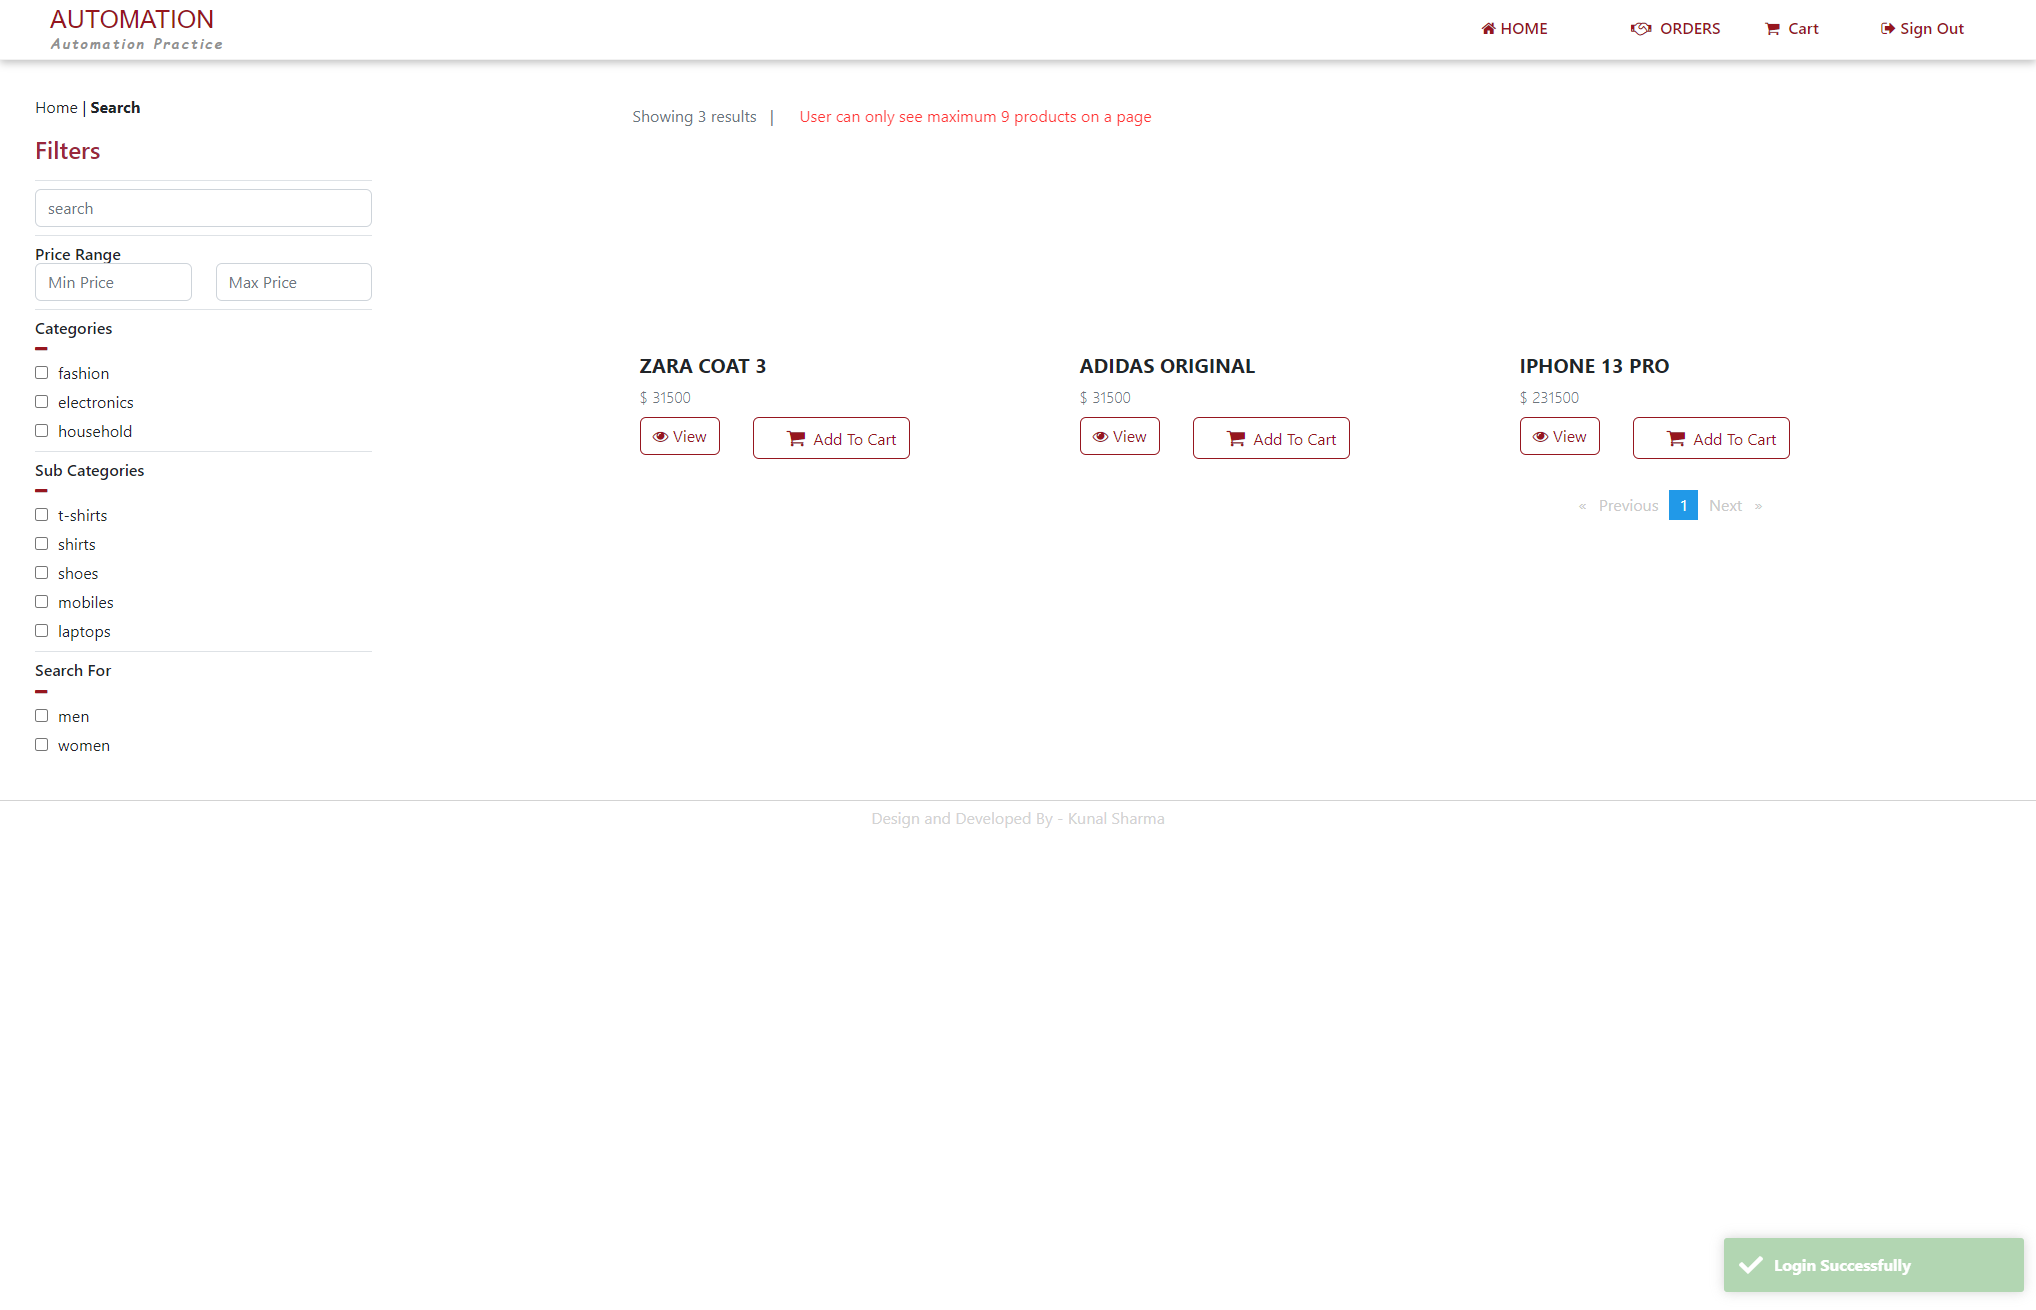 AUTOMATION
Automation Practice
HOME
ORDERS
Cart
Sign Out
Home | Search
Showing 3 results |
User can only see maximum 9 products on a page
Filters
search
Price Range
Min Price
Max Price
Categories
fashion
electronics
household
Sub Categories
t-shirts
shirts
shoes
mobiles
laptops
Search For
men
women
ZARA COAT 3
$ 31500
View
Add To Cart
ADIDAS ORIGINAL
$ 31500
View
Add To Cart
IPHONE 13 PRO
$ 231500
View
Add To Cart
« Previous 1 Next »
Design and Developed By - Kunal Sharma
Login Successfully